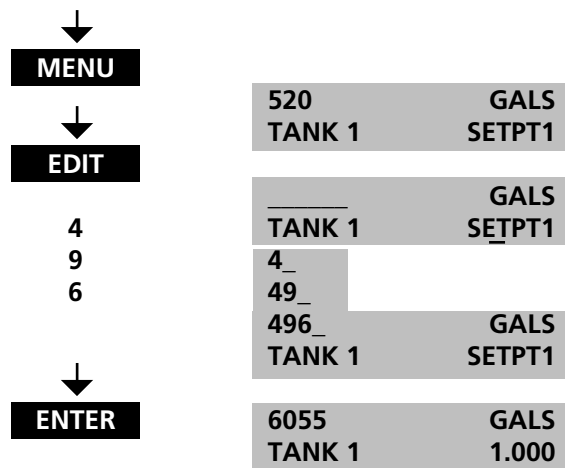 MENU
520 GALS
TANK 1 SETPT1
EDIT
______ GALS
4 TANK 1 SETPT1
9 4_
6 49_
496_ GALS
TANK 1 SETPT1
ENTER 6055 GALS
TANK 1 1.000